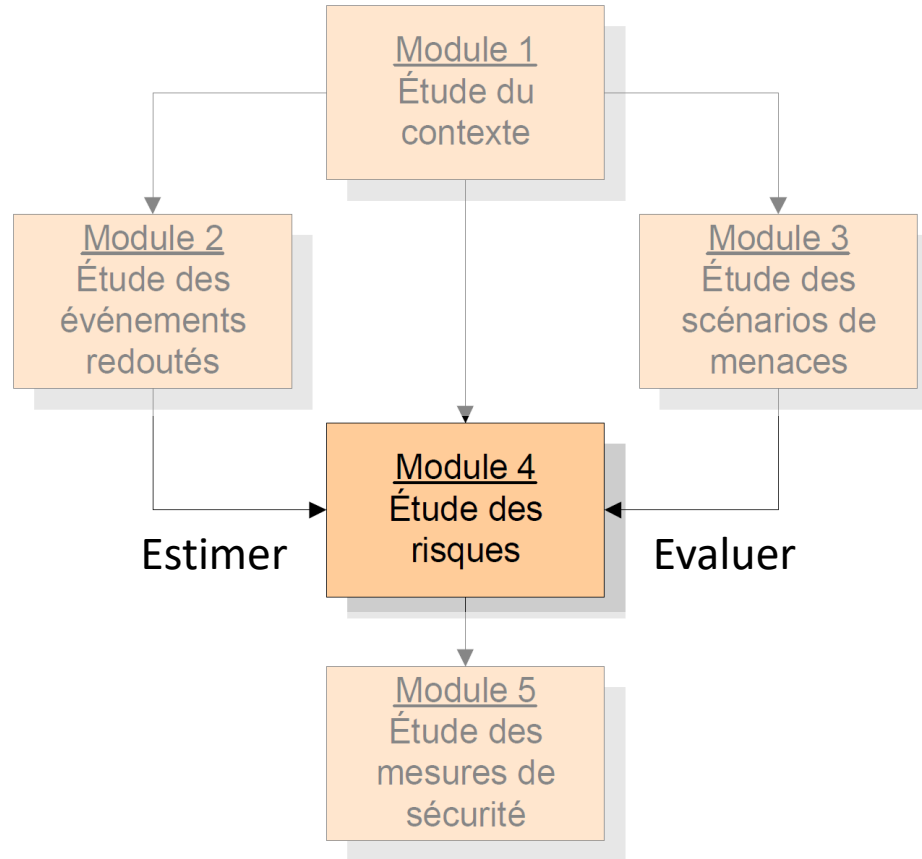 Module 1
Étude du
contexte
Module 2
Étude des
événements
redoutés
Module 3
Étude des
scénarios de
menaces
Module 4
Étude des
risques
Estimer
Evaluer
Module 5
Étude des
mesures de
sécurité